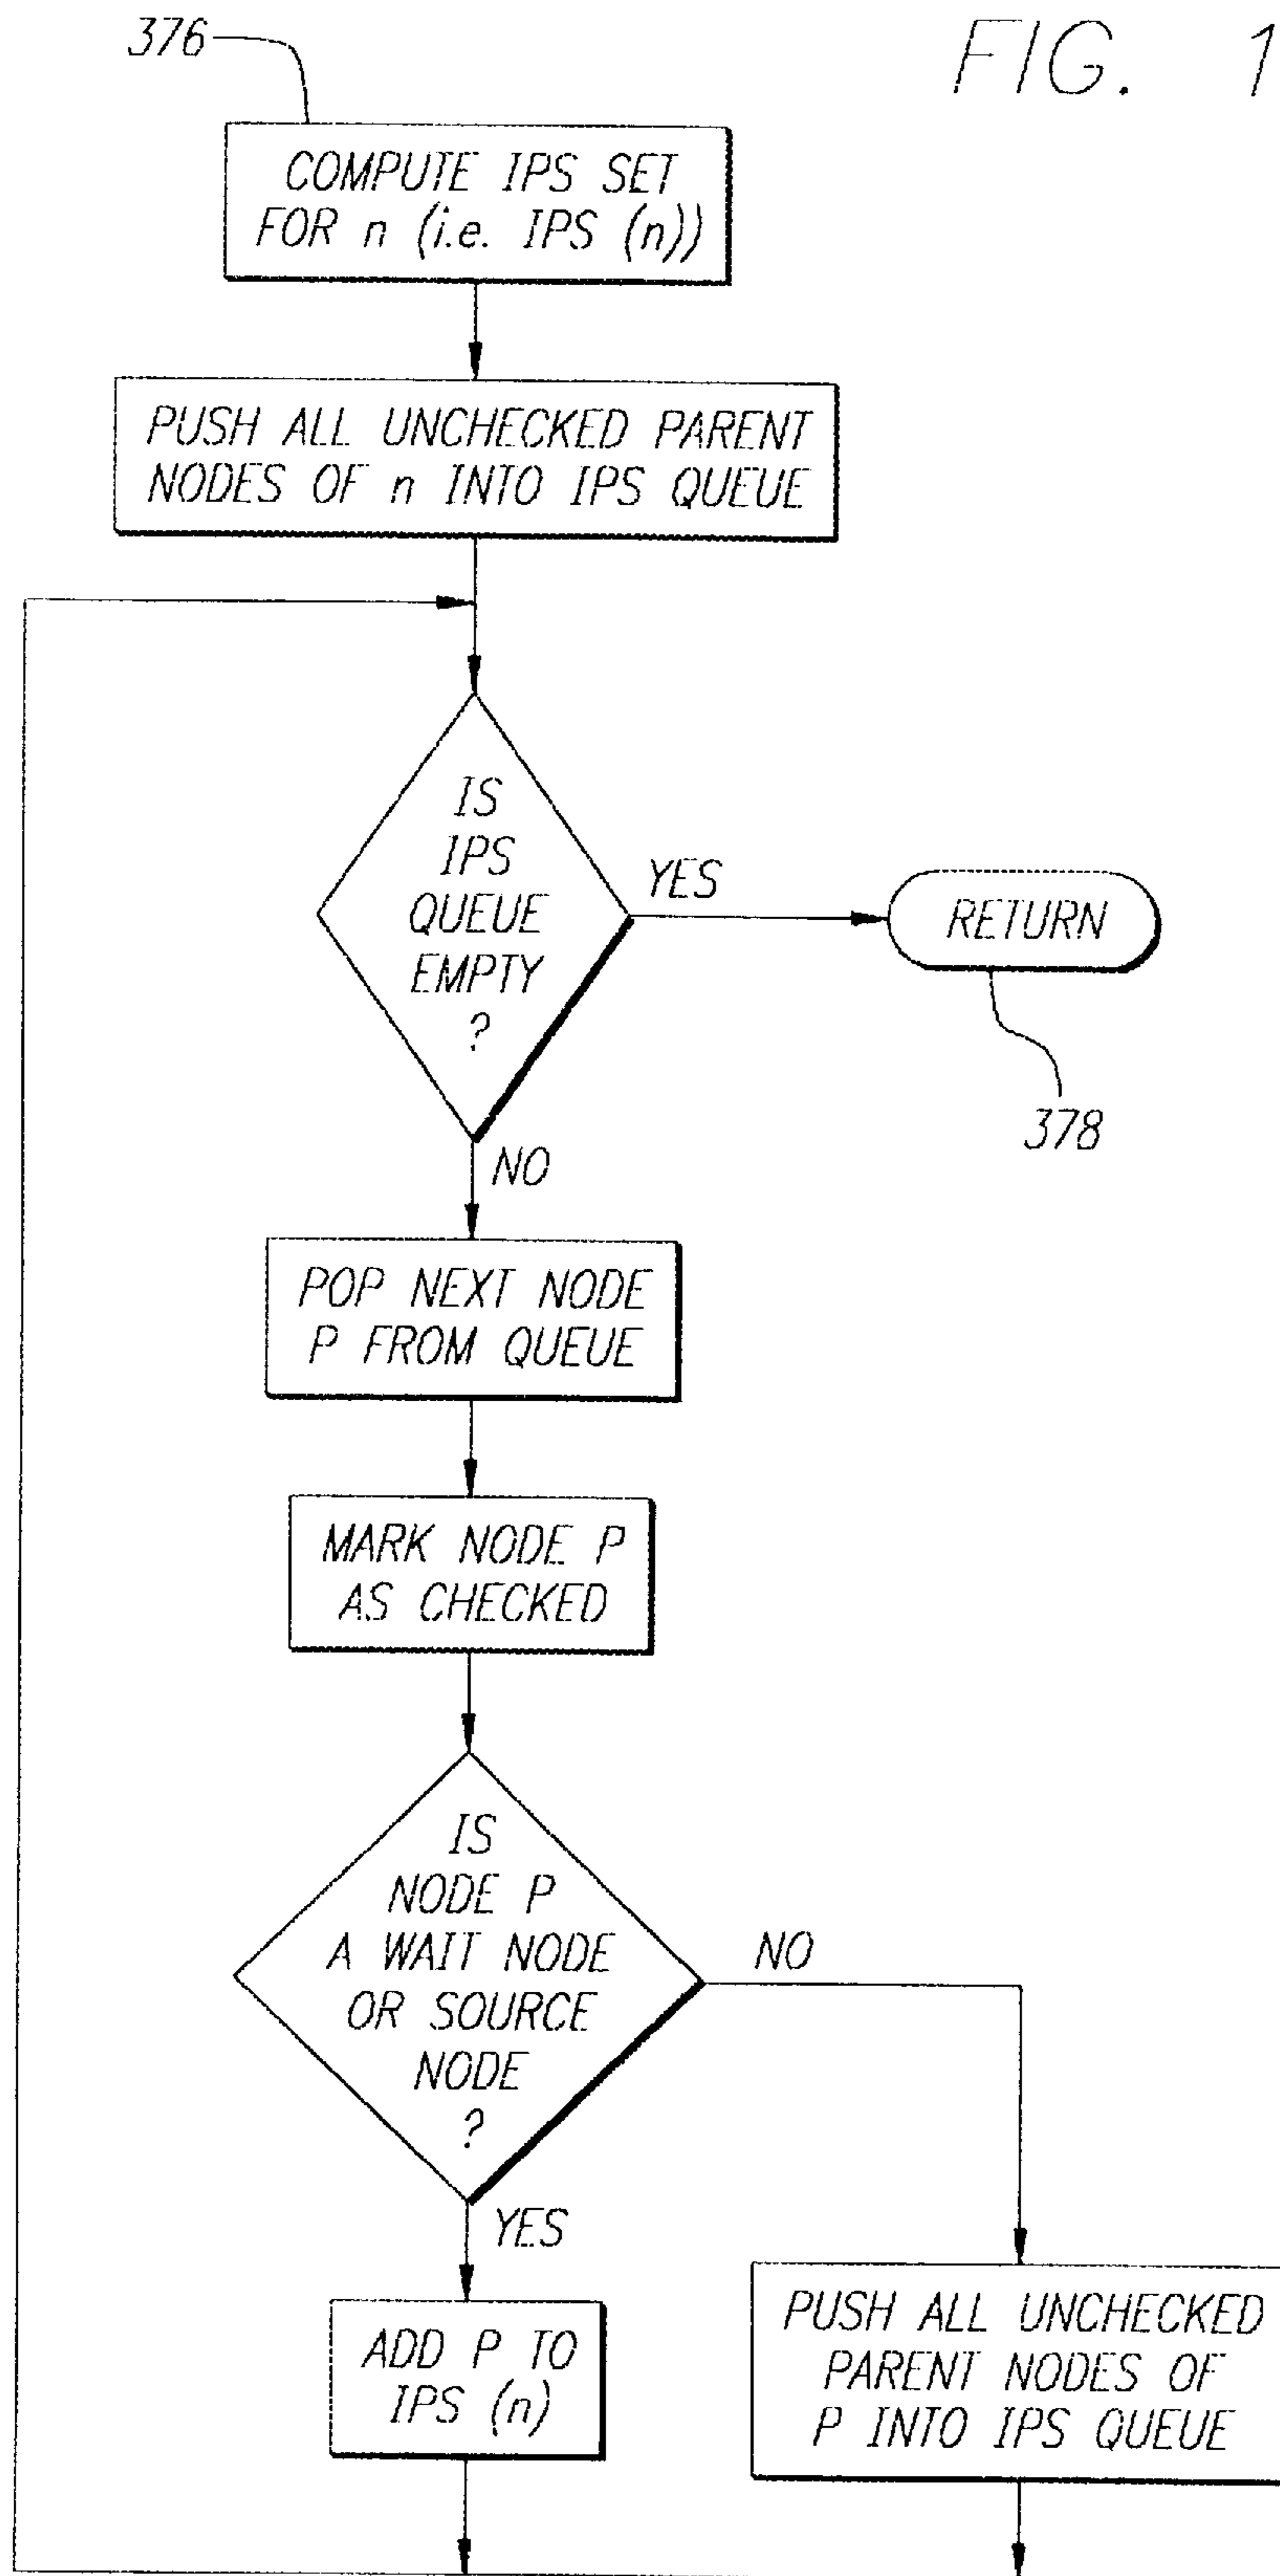 376
FIG. 1
COMPUTE IPS SET
FOR n (i.e. IPS (n))
PUSH ALL UNCHECKED PARENT
NODES OF n INTO IPS QUEUE
IS
IPS
QUEUE
EMPTY
?
YES
RETURN
378
NO
POP NEXT NODE
P FROM QUEUE
MARK NODE P
AS CHECKED
IS
NODE P
A WAIT NODE
OR SOURCE
NODE
?
NO
YES
ADD P TO
IPS (n)
PUSH ALL UNCHECKED
PARENT NODES OF
P INTO IPS QUEUE